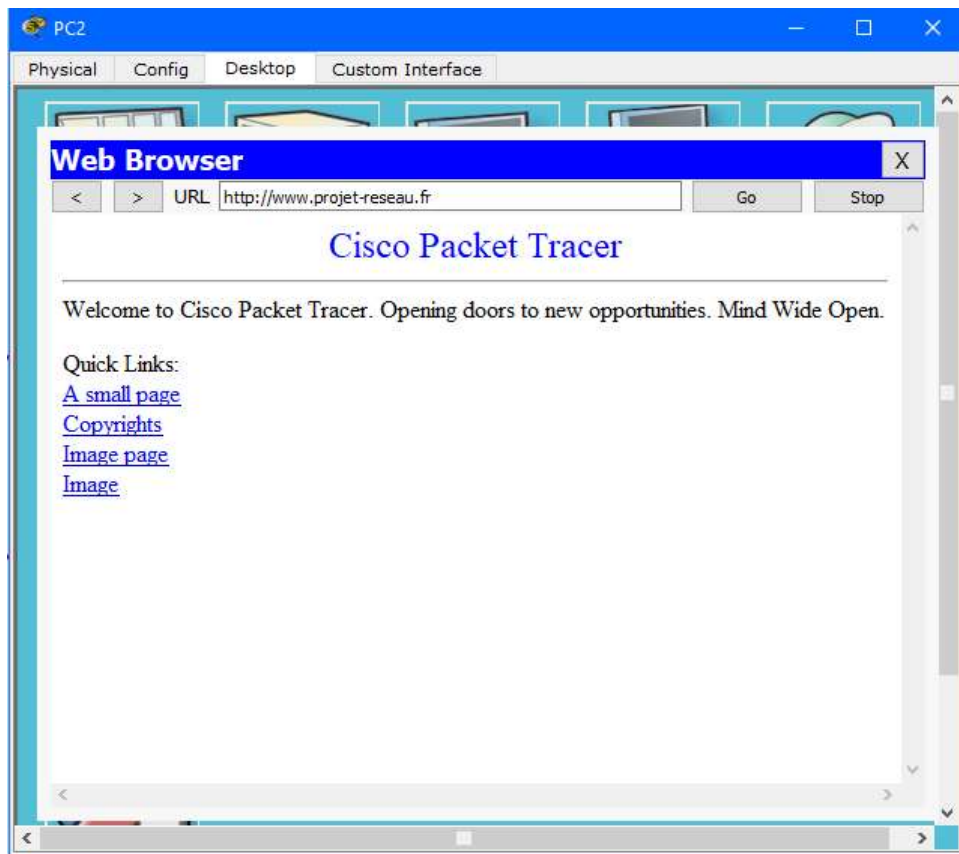 PC2
Physical Config Desktop Custom Interface
Web Browser X
< > URL http://www.projet-reseau.fr Go Stop
Cisco Packet Tracer
Welcome to Cisco Packet Tracer. Opening doors to new opportunities. Mind Wide Open.
Quick Links:
A small page
Copyrights
Image page
Image